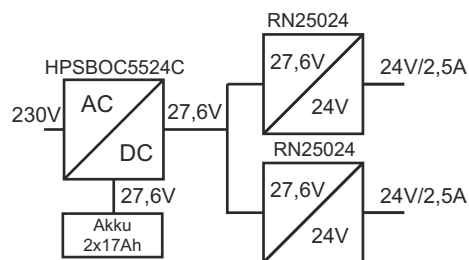 RN25024
27,6V
24V/2,5A
24V
HPSBOC5524C
AC
230V
27,6V
DC
27,6V
Akku
2x17Ah
RN25024
27,6V
24V/2,5A
24V